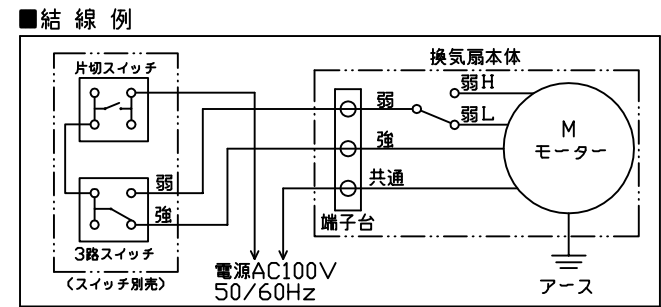 ■結線例
換気扇本体
片切スイッチ
弱H
弱
弱L
強
M
モーター
弱
共通
強
端子台
3路スイッチ
(スイッチ別売)
電源AC100V
50/60Hz
アース